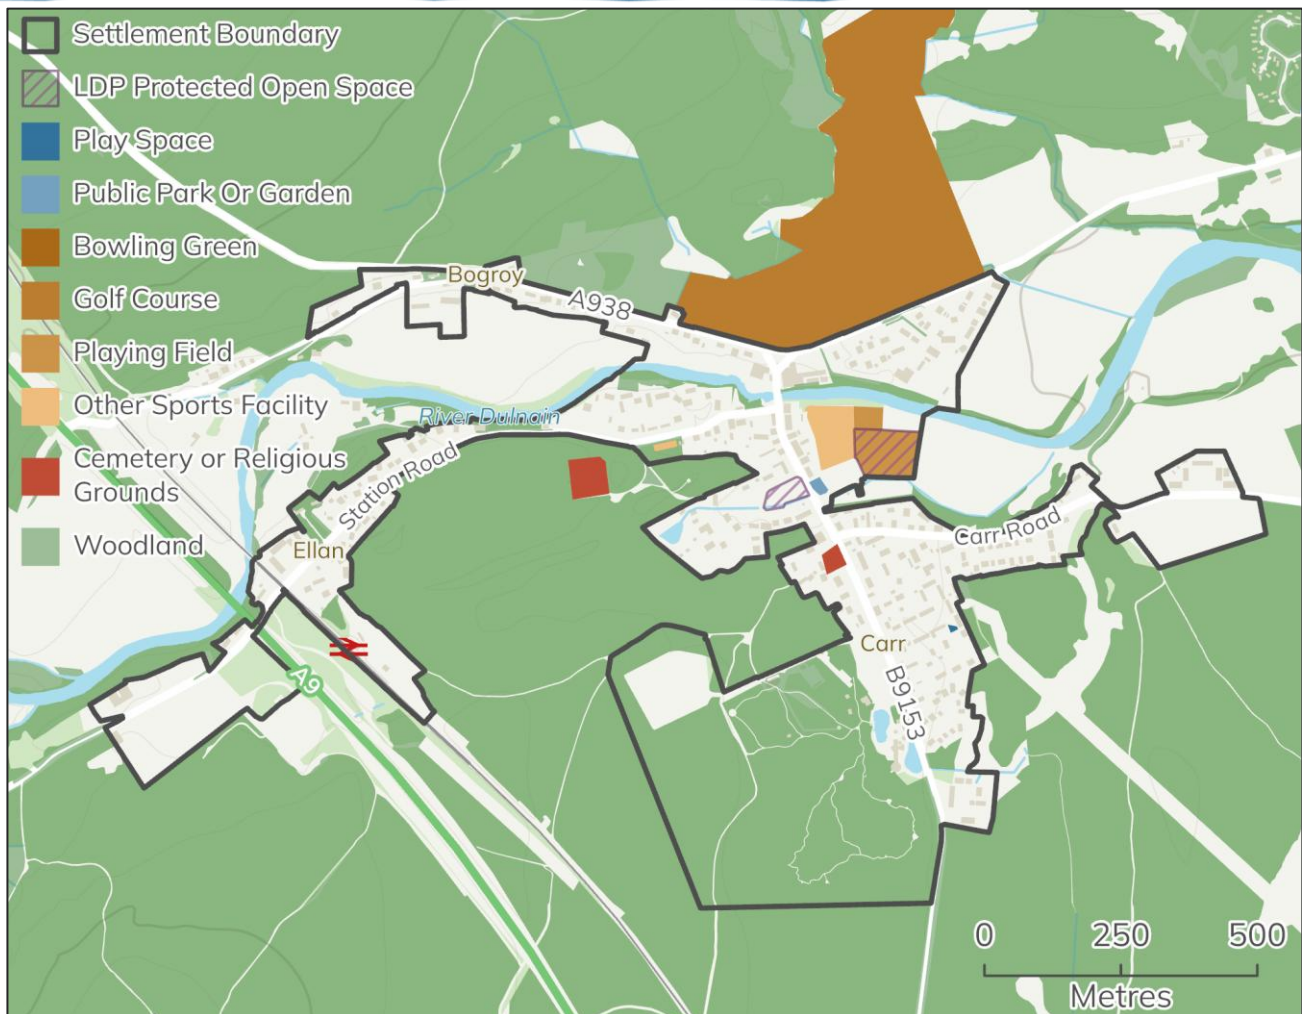 Settlement Boundary
LDP Protected Open Space
Play Space
Public Park Or Garden
Bowling Green
Golf Course
Playing Field
Other Sports Facility
Cemetery or Religious
Grounds
Woodland
Bogroy
A938
River Dulnain
Station Road
Ellan
Carr Road
Carr
B9153
A9
0 250 500
Metres